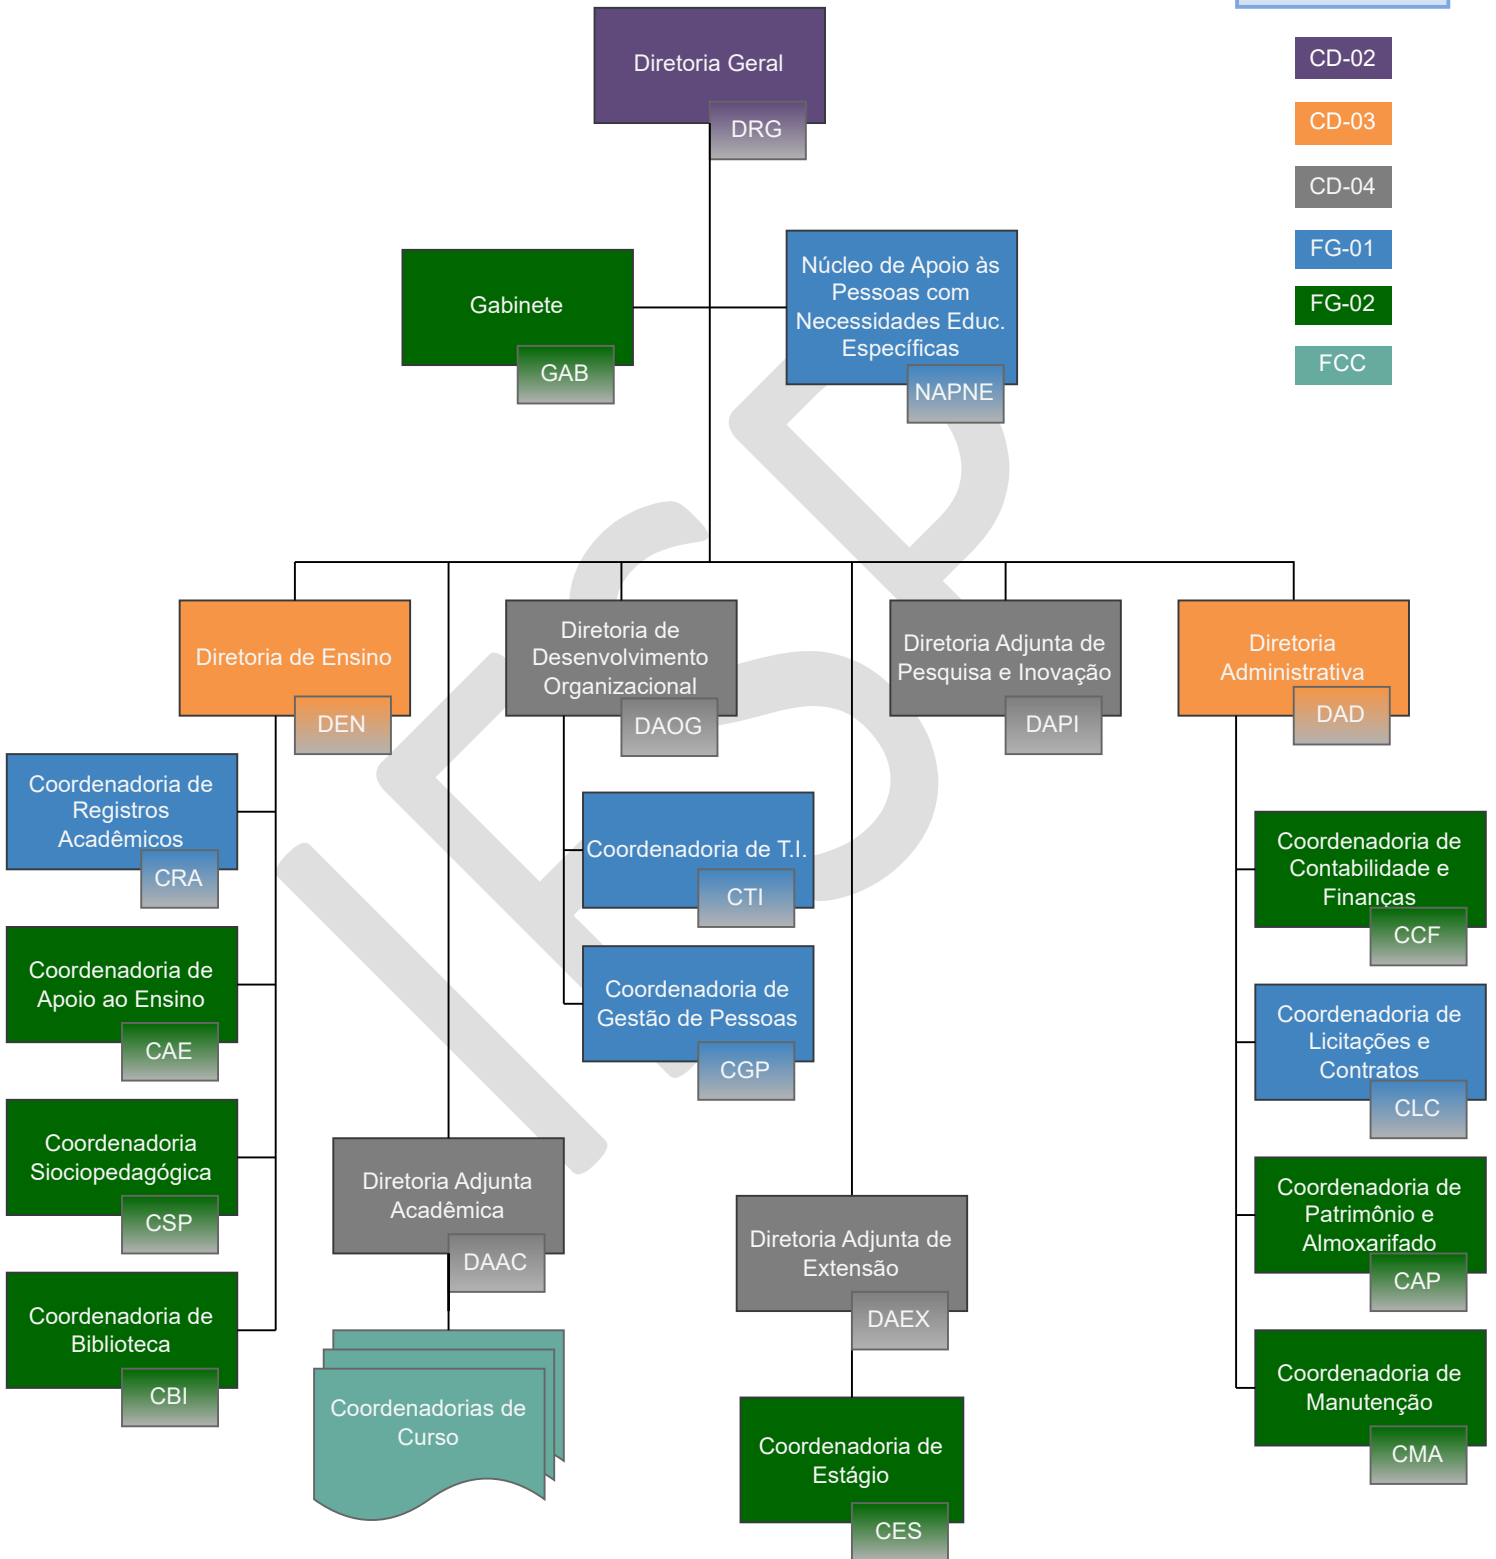 Diretoria Geral
DRG
CD-02
CD-03
CD-04
FG-01
FG-02
FCC
Gabinete
GAB
Núcleo de Apoio às
Pessoas com
Necessidades Educ.
Específicas
NAPNE
IFSP
Diretoria de Ensino
DEN
Diretoria de
Desenvolvimento
Organizacional
DAOG
Diretoria Adjunta de
Pesquisa e Inovação
DAPI
Diretoria
Administrativa
DAD
Coordenadoria de
Registros
Acadêmicos
CRA
Coordenadoria de
Apoio ao Ensino
CAE
Coordenadoria
Siociopedagógica
CSP
Coordenadoria de
Biblioteca
CBI
Coordenadoria de T.I.
CTI
Coordenadoria de
Gestão de Pessoas
CGP
Diretoria Adjunta
Acadêmica
DAAC
Coordenadorias de
Curso
Diretoria Adjunta de
Extensão
DAEX
Coordenadoria de
Estágio
CES
Coordenadoria de
Contabilidade e
Finanças
CCF
Coordenadoria de
Licitações e
Contratos
CLC
Coordenadoria de
Patrimônio e
Almoxarifado
CAP
Coordenadoria de
Manutenção
CMA